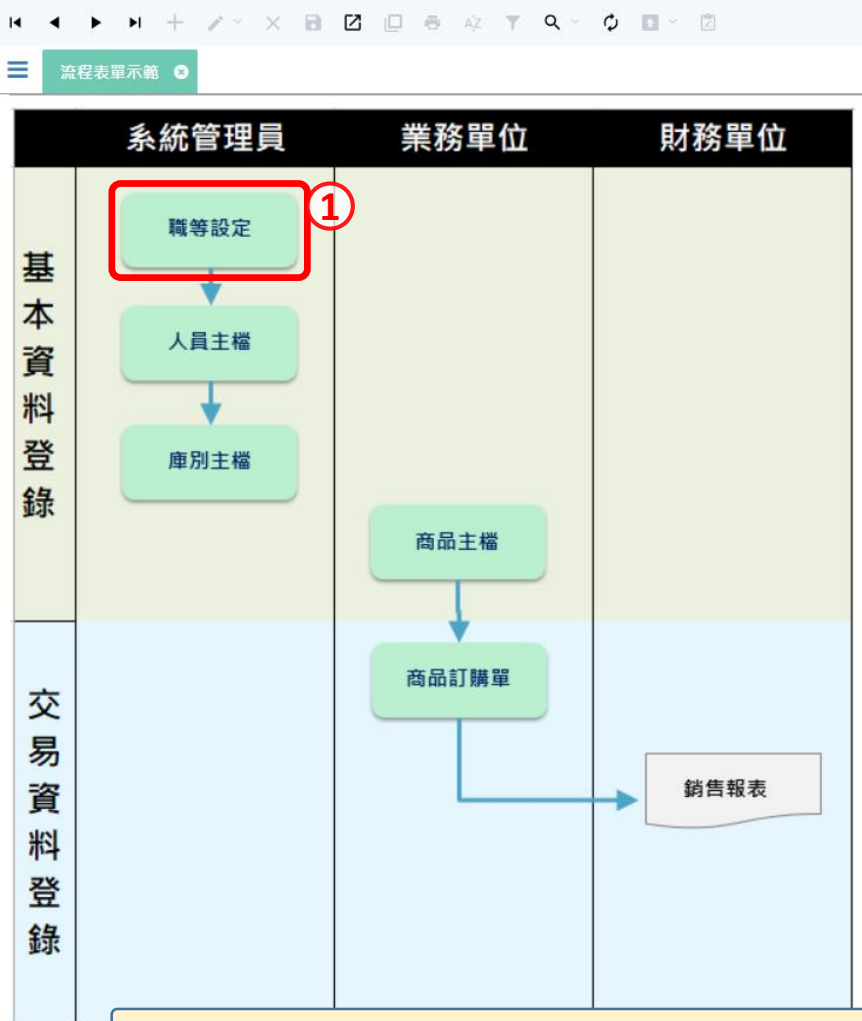 流程表單示範
系統管理員 業務單位 財務單位
基本資料登錄
職等設定
①
人員主檔
庫別主檔
商品主檔
交易資料登錄
商品訂購單
銷售報表